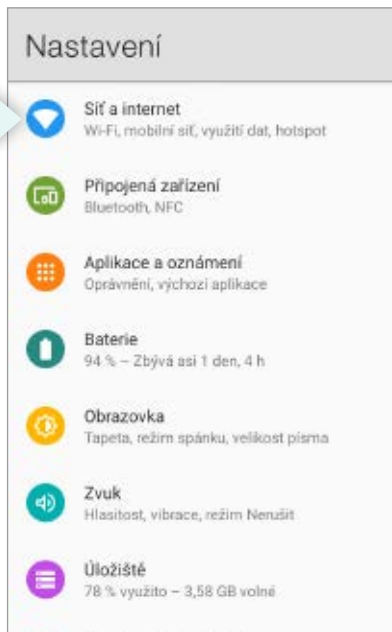 Nastavení
Síť a internet
Wi-Fi, mobilní síť, využití dat, hotspot
Připojená zařízení
Bluetooth, NFC
Aplikace a oznámení
Oprávnění, výchozí aplikace
Baterie
94 % – Zbývá asi 1 den, 4 h
Obrazovka
Tapeta, režim spánku, velikost písma
Zvuk
Hlasitost, vibrace, režim Nerušit
Úložiště
78 % využito – 3,58 GB volné